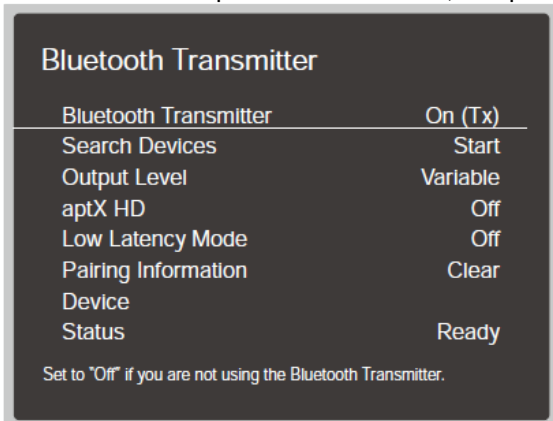 Bluetooth Transmitter
Bluetooth Transmitter On (Tx)
Search Devices Start
Output Level Variable
aptX HD Off
Low Latency Mode Off
Pairing Information Clear
Device
Status Ready
Set to "Off" if you are not using the Bluetooth Transmitter.